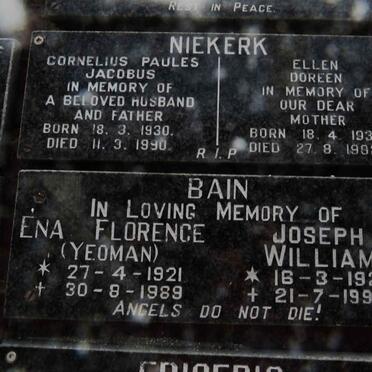 REST IN PEACE.
NIEKERK
CORNELIUS PAULES
JACOBUS
IN MEMORY OF
A BELOVED HUSBAND
AND FATHER
BORN 18. 3. 1930.
DIED 11. 3. 1990.
ELLEN
DOREEN
IN MEMORY OF
OUR DEAR
MOTHER
BORN 18. 4. 193
DIED 27. 8.
R.I.P
BAIN
IN LOVING MEMORY OF
ENA FLORENCE
(YEOMAN)
* 27-4-1921
+ 30-8-1989
JOSEPH
WILLIAM
* 16-3-192
+ 21-7-199
ANGELS DO NOT DIE!